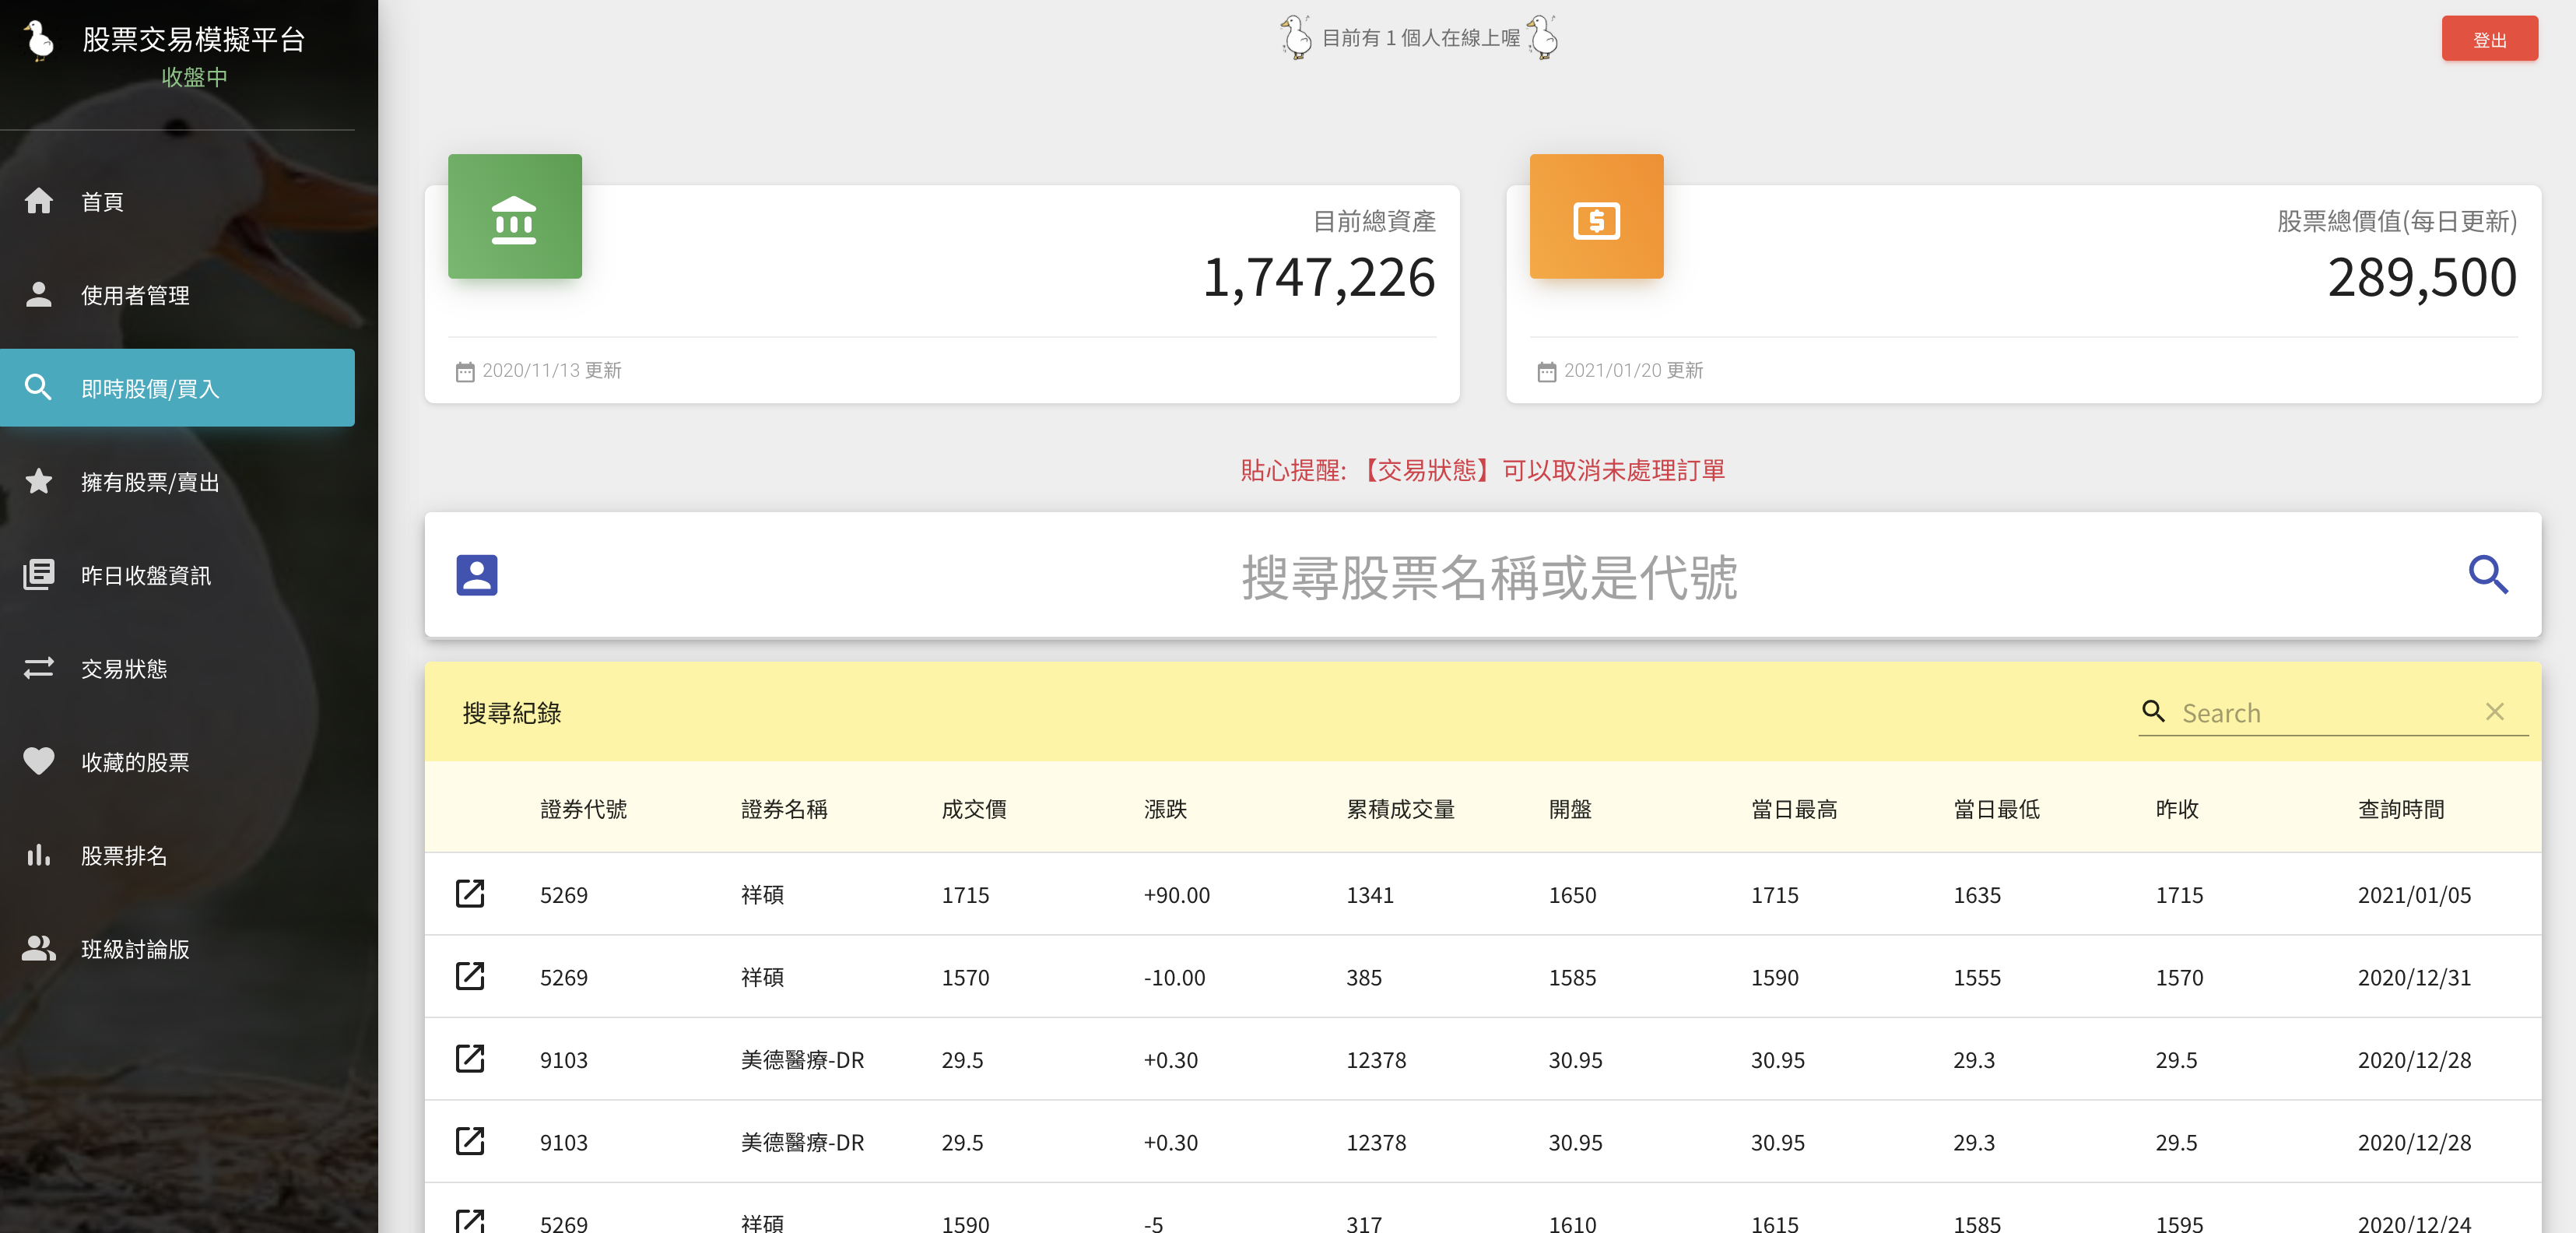 股票交易模擬平台
收盤中
首頁
使用者管理
即時股價/買入
擁有股票/賣出
昨日收盤資訊
交易狀態
收藏的股票
股票排名
班級討論版
目前有 1 個人在線上喔
登出
目前總資產
1,747,226
2020/11/13 更新
股票總價值(每日更新)
289,500
2021/01/20 更新
貼心提醒: 【交易狀態】可以取消未處理訂單
搜尋股票名稱或是代號
搜尋紀錄
Search
證券代號 證券名稱 成交價 漲跌 累積成交量 開盤 當日最高 當日最低 昨收 查詢時間
5269 祥碩 1715 +90.00 1341 1650 1715 1635 1715 2021/01/05
5269 祥碩 1570 -10.00 385 1585 1590 1555 1570 2020/12/31
9103 美德醫療-DR 29.5 +0.30 12378 30.95 30.95 29.3 29.5 2020/12/28
9103 美德醫療-DR 29.5 +0.30 12378 30.95 30.95 29.3 29.5 2020/12/28
5269 祥碩 1590 -5 317 1610 1615 1585 1595 2020/12/24